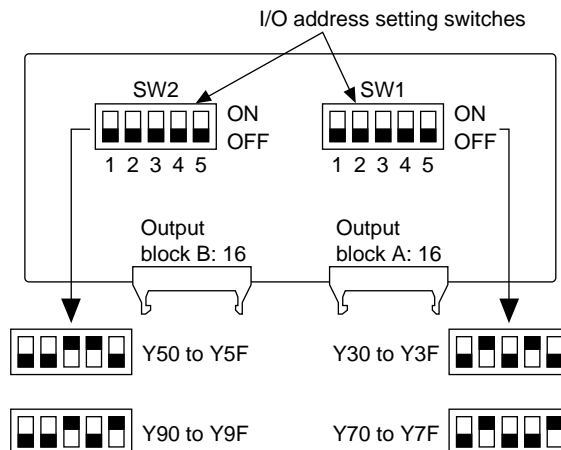 I/O address setting switches
SW2
SW1
ON
OFF
ON
OFF
1 2 3 4 5
1 2 3 4 5
Output
block B: 16
Output
block A: 16
Y50 to Y5F
Y30 to Y3F
Y90 to Y9F
Y70 to Y7F